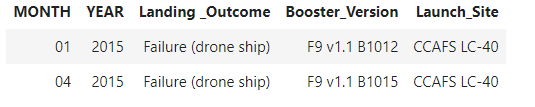 MONTH YEAR Landing _Outcome Booster_Version Launch_Site
01 2015 Failure (drone ship) F9 v1.1 B1012 CCAFS LC-40
04 2015 Failure (drone ship) F9 v1.1 B1015 CCAFS LC-40